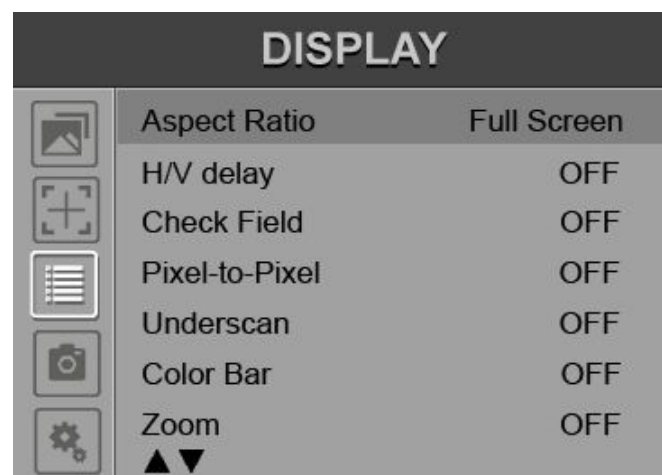 DISPLAY
Aspect Ratio Full Screen
H/V delay OFF
Check Field OFF
Pixel-to-Pixel OFF
Underscan OFF
Color Bar OFF
Zoom OFF
▲▼